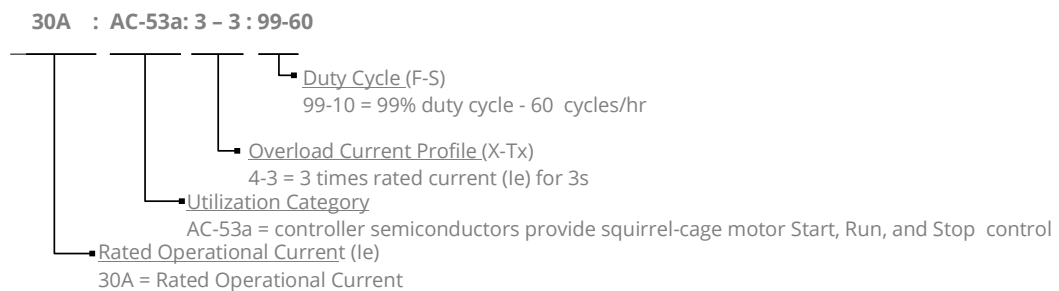 30A : AC-53a: 3 – 3 : 99-60
Duty Cycle (F-S)
99-10 = 99% duty cycle - 60 cycles/hr
Overload Current Profile (X-Tx)
4-3 = 3 times rated current (Ie) for 3s
Utilization Category
AC-53a = controller semiconductors provide squirrel-cage motor Start, Run, and Stop control
Rated Operational Current (Ie)
30A = Rated Operational Current